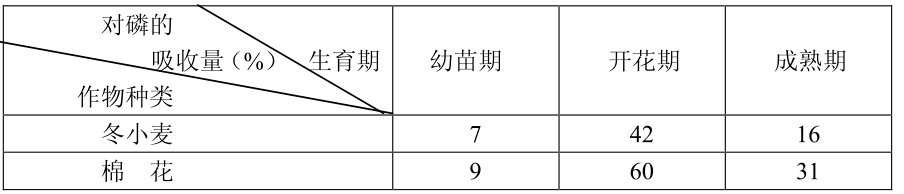 对磷的
吸收量（%） 生育期 幼苗期 开花期 成熟期
作物种类
冬小麦 7 42 16
棉 花 9 60 31